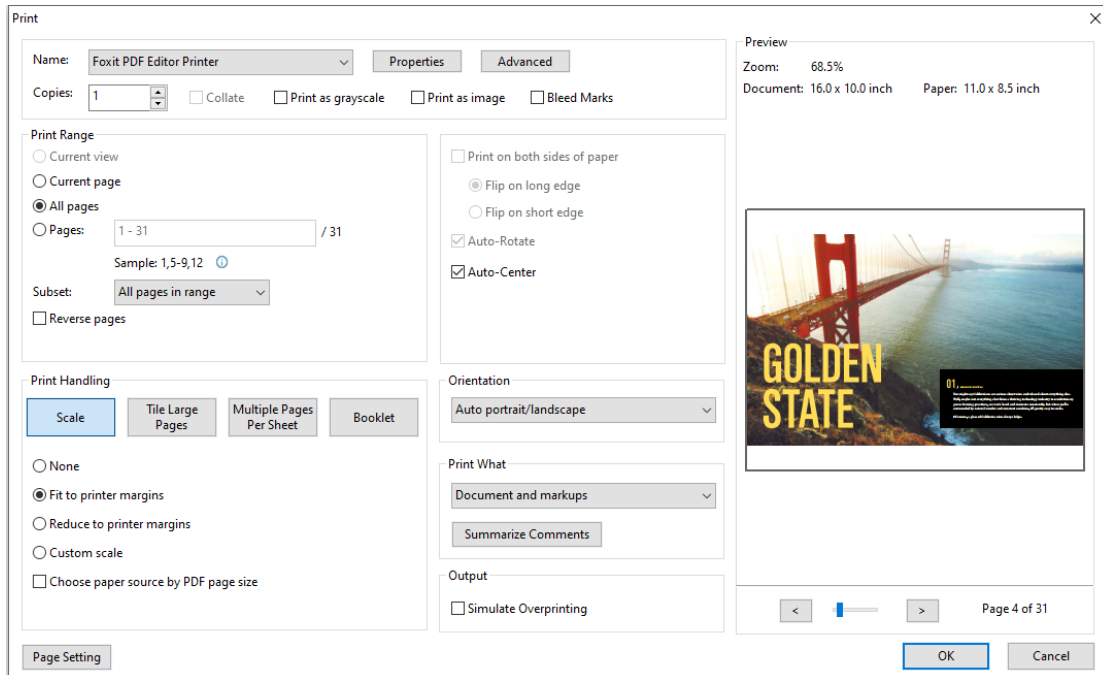 Print
Name: Foxit PDF Editor Printer Properties Advanced
Copies: 1 Collate Print as grayscale Print as image Bleed Marks
Print Range
Current view
Current page
All pages
Pages: 1 - 31 / 31
Sample: 1,5-9,12
Subset: All pages in range
Reverse pages
Print on both sides of paper
Flip on long edge
Flip on short edge
Auto-Rotate
Auto-Center
Print Handling
Scale
Tile Large
Pages
Multiple Pages
Per Sheet
Booklet
None
Fit to printer margins
Reduce to printer margins
Custom scale
Choose paper source by PDF page size
Orientation
Auto portrait/landscape
Print What
Document and markups
Summarize Comments
Output
Simulate Overprinting
Preview
Zoom: 68.5%
Document: 16.0 x 10.0 inch Paper: 11.0 x 8.5 inch
GOLDEN
STATE
01
< > Page 4 of 31
Page Setting OK Cancel